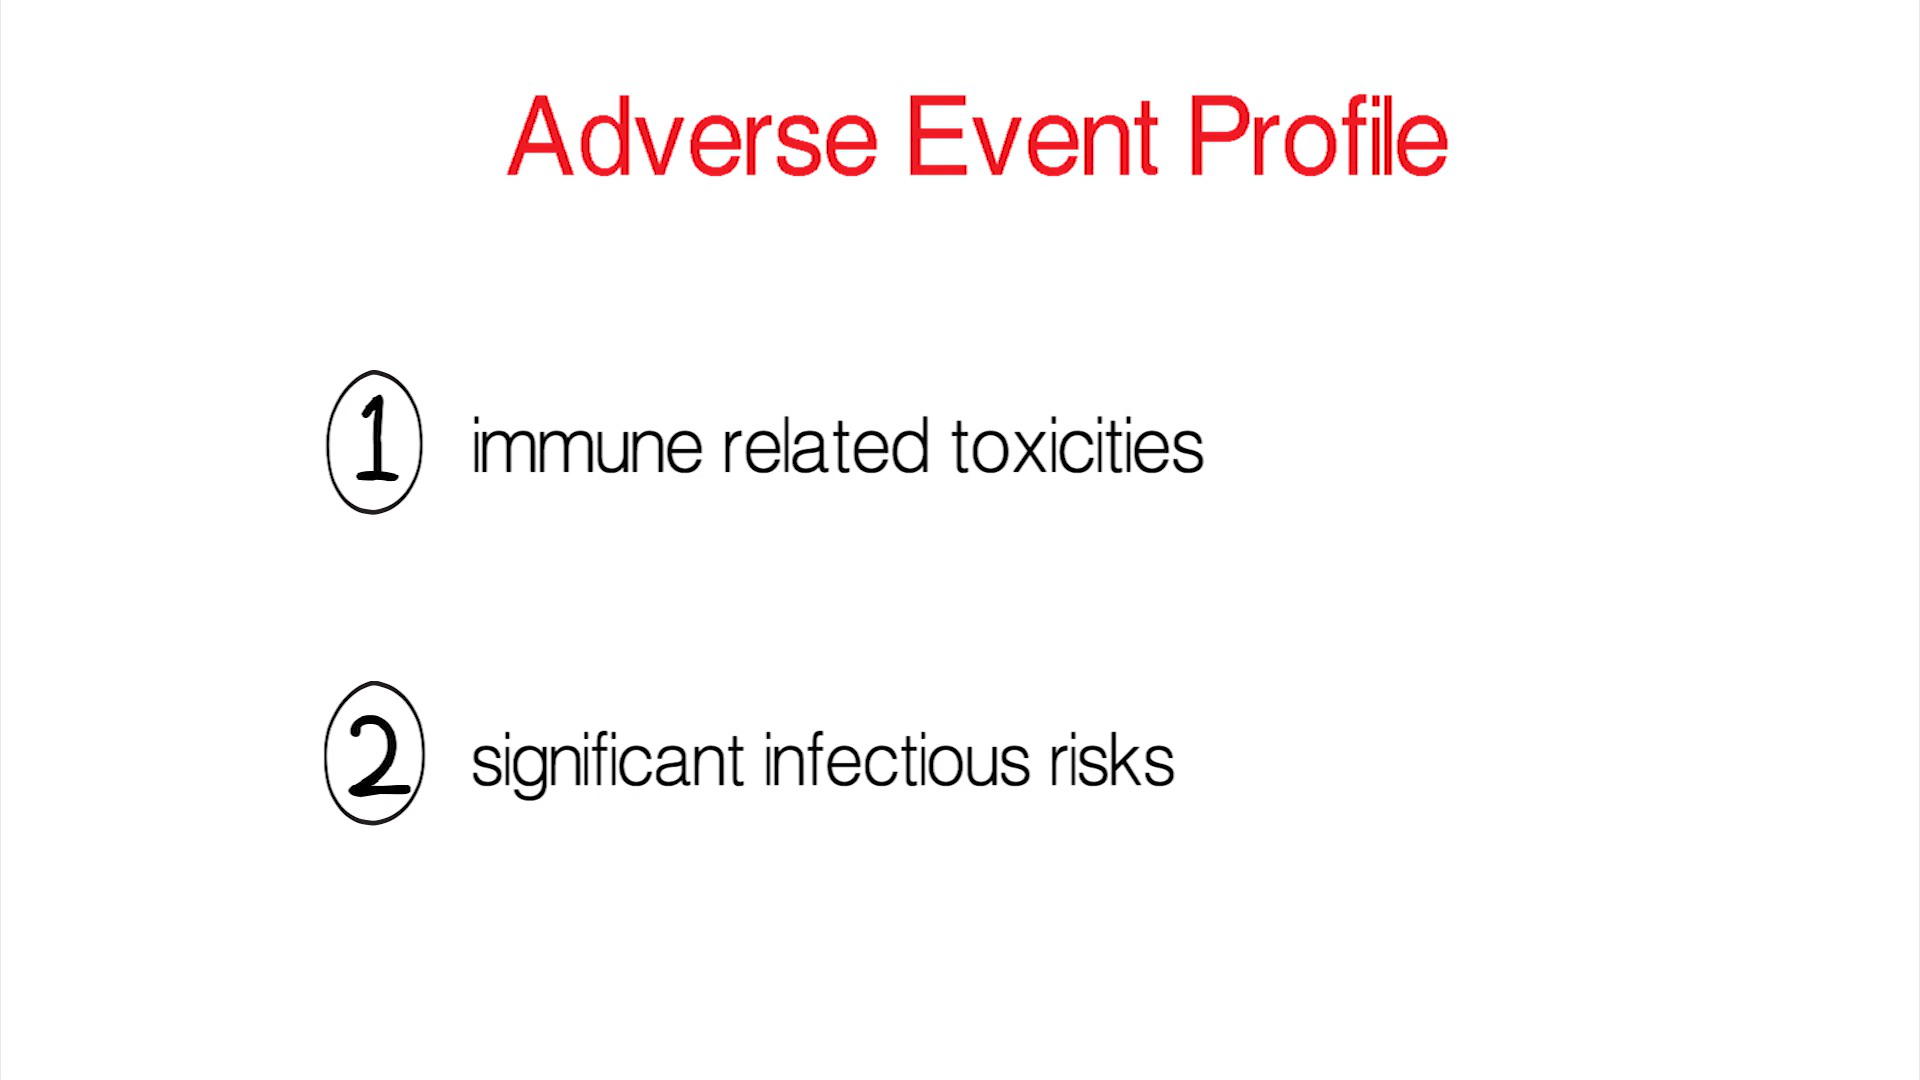 Adverse Event Profile
1 immune related toxicities
2 significant infectious risks